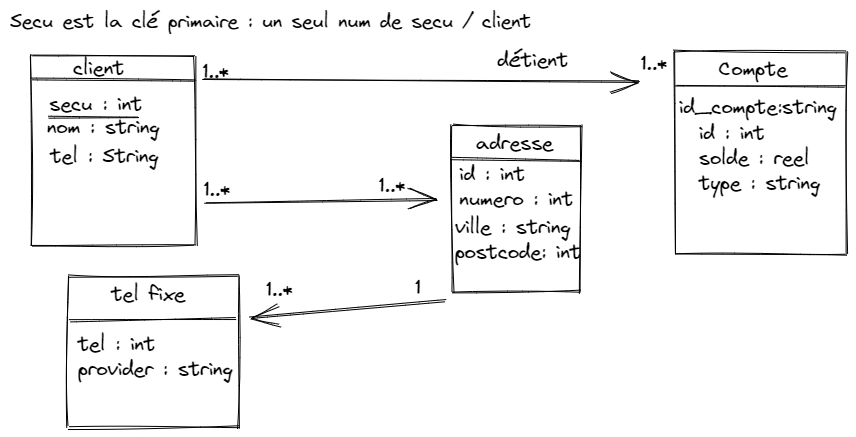 Secu est la clé primaire : un seul num de secu / client
client
secu : int
nom : string
tel : String
1..*
détient
1..*
Compte
id_compte:string
id : int
solde : reel
type : string
1..*
1..*
adresse
id : int
numero : int
ville : string
postcode: int
1..*
1
tel fixe
tel : int
provider : string